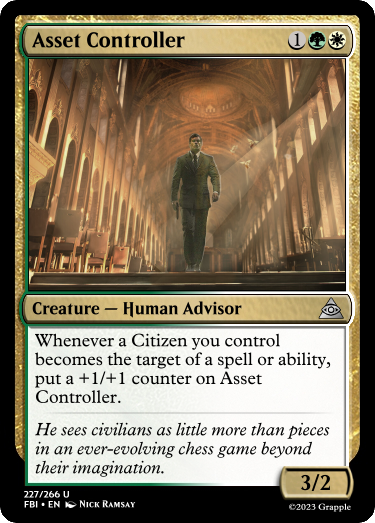 Asset Controller 1
Creature — Human Advisor
Whenever a Citizen you control
becomes the target of a spell or ability,
put a +1/+1 counter on Asset
Controller.
He sees civilians as little more than pieces
in an ever-evolving chess game beyond
their imagination.
3/2
227/266 U
FBI • EN Nick Ramsay
©2023 Grapple